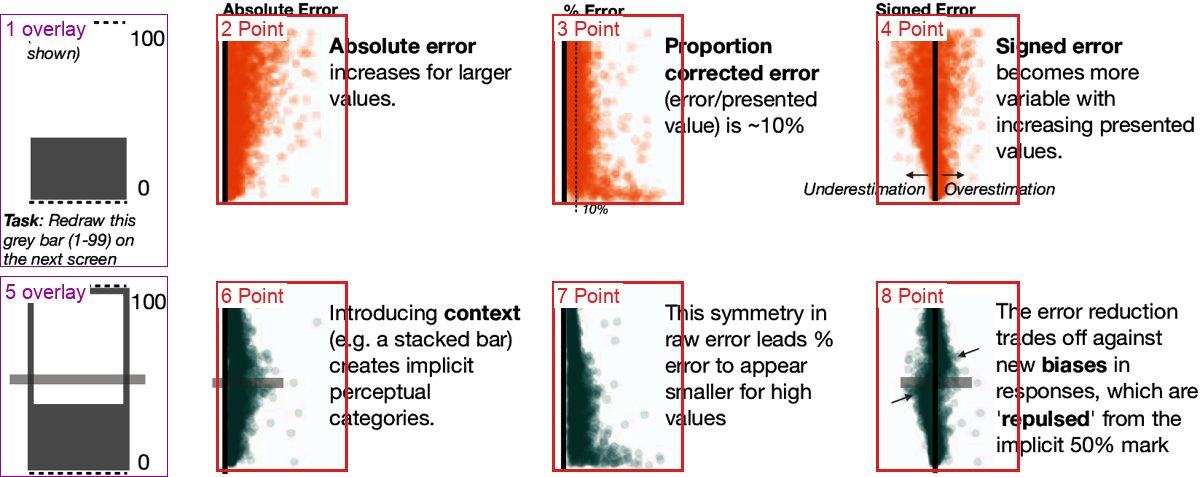 Absolute Error
% Error
Signed Error
1 overlay
shown)
100
0
Task: Redraw this
grey bar (1-99) on
the next screen
2 Point
Absolute error
increases for larger
values.
3 Point
Proportion
corrected error
(error/presented
value) is ~10%
10%
4 Point
Signed error
becomes more
variable with
increasing presented
values.
Underestimation
Overestimation
5 overlay
100
0
6 Point
Introducing context
(e.g. a stacked bar)
creates implicit
perceptual
categories.
7 Point
This symmetry in
raw error leads %
error to appear
smaller for high
values
8 Point
The error reduction
trades off against
new biases in
responses, which are
'repulsed' from the
implicit 50% mark